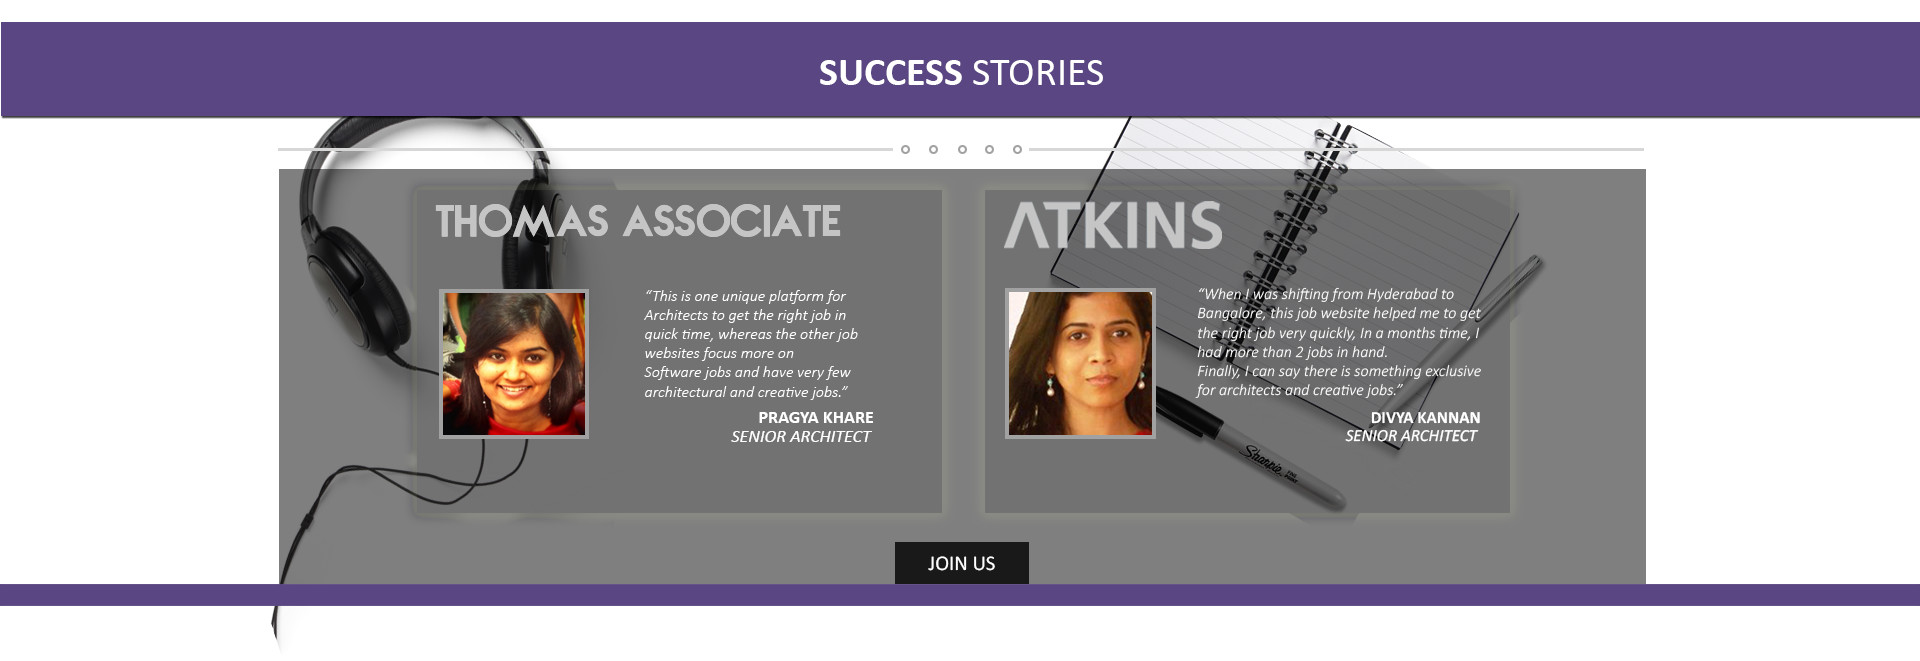 SUCCESS STORIES
THOMAS ASSOCIATE
“This is one unique platform for
Architects to get the right job in
quick time, whereas the other job
websites focus more on
Software jobs and have very few
architectural and creative jobs.”
PRAGYA KHARE
SENIOR ARCHITECT
ATKINS
“When I was shifting from Hyderabad to
Bangalore, this job website helped me to get
the right job very quickly, In a months time, I
had more than 2 jobs in hand.
Finally, I can say there is something exclusive
for architects and creative jobs.”
DIVYA KANNAN
SENIOR ARCHITECT
Sharpie
FINE POINT
JOIN US